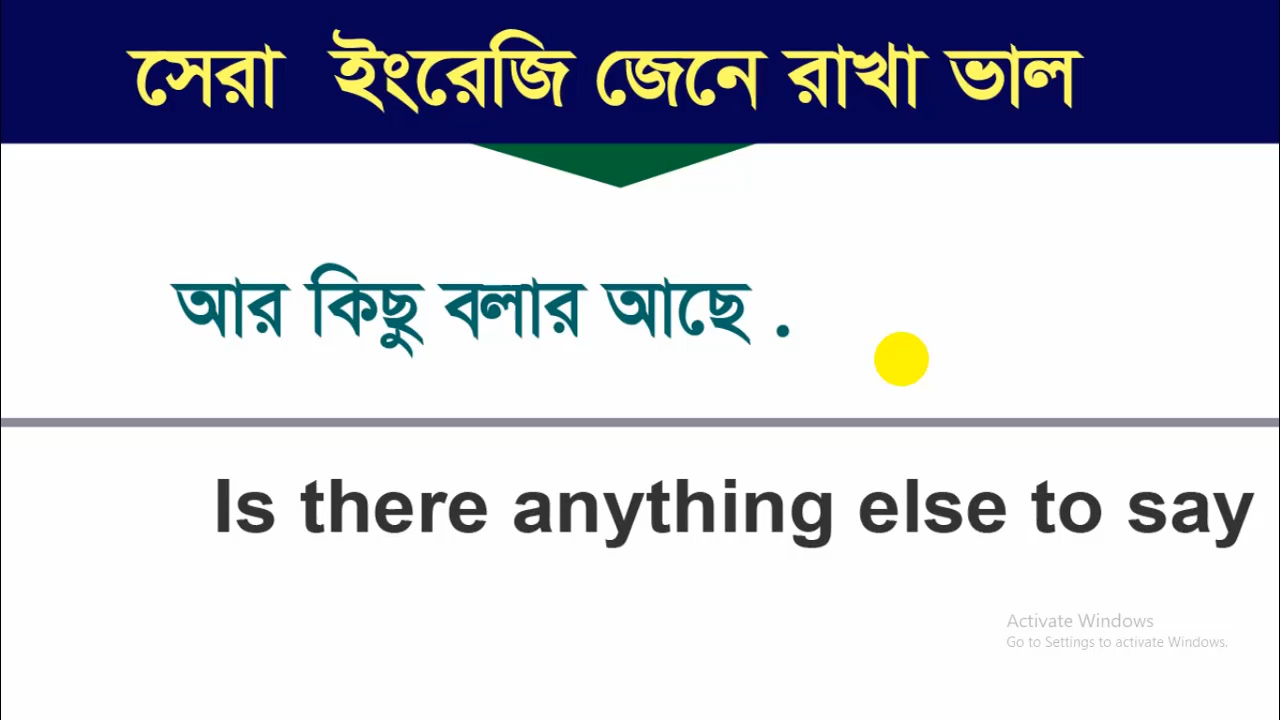 সেরা ইংরেজি জেনে রাখা ভাল
আর কিছু বলার আছে .
Is there anything else to say
Activate Windows
Go to Settings to activate Windows.